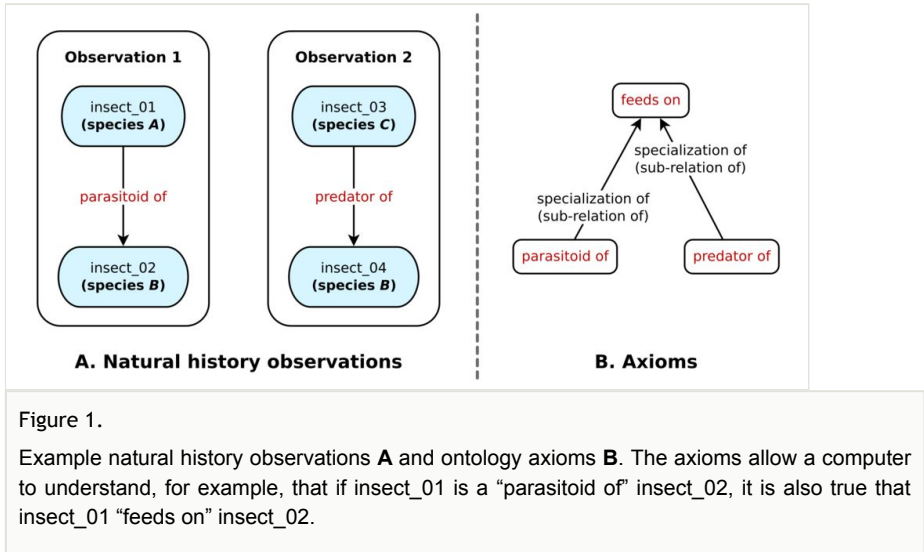 Observation 1
insect_01
(species A)
parasitoid of
insect_02
(species B)
Observation 2
insect_03
(species C)
predator of
insect_04
(species B)
A. Natural history observations
feeds on
specialization of
(sub-relation of)
specialization of
(sub-relation of)
parasitoid of
predator of
B. Axioms
Figure 1.
Example natural history observations A and ontology axioms B. The axioms allow a computer
to understand, for example, that if insect_01 is a “parasitoid of” insect_02, it is also true that
insect_01 “feeds on” insect_02.